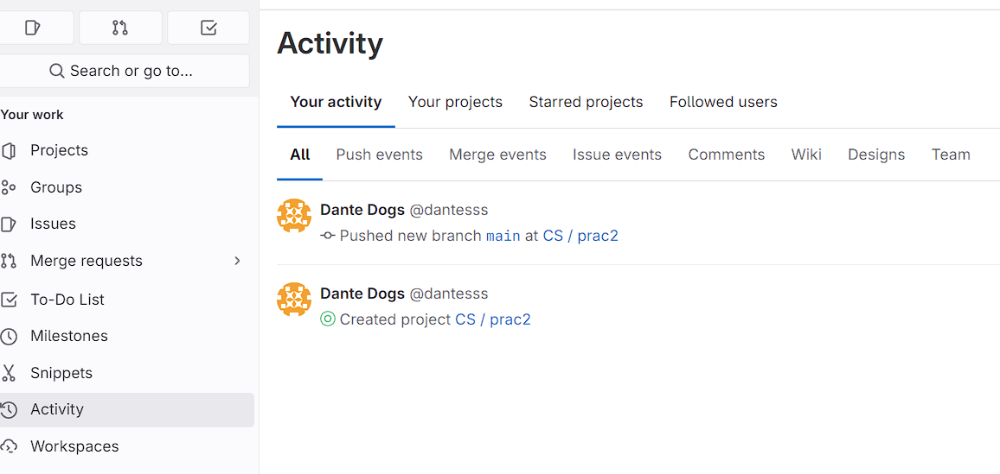 Search or go to...
Your work
Projects
Groups
Issues
Merge requests
To-Do List
Milestones
Snippets
Activity
Workspaces
Activity
Your activity Your projects Starred projects Followed users
All Push events Merge events Issue events Comments Wiki Designs Team
Dante Dogs @dantesss
Pushed new branch main at CS / prac2
Dante Dogs @dantesss
Created project CS / prac2